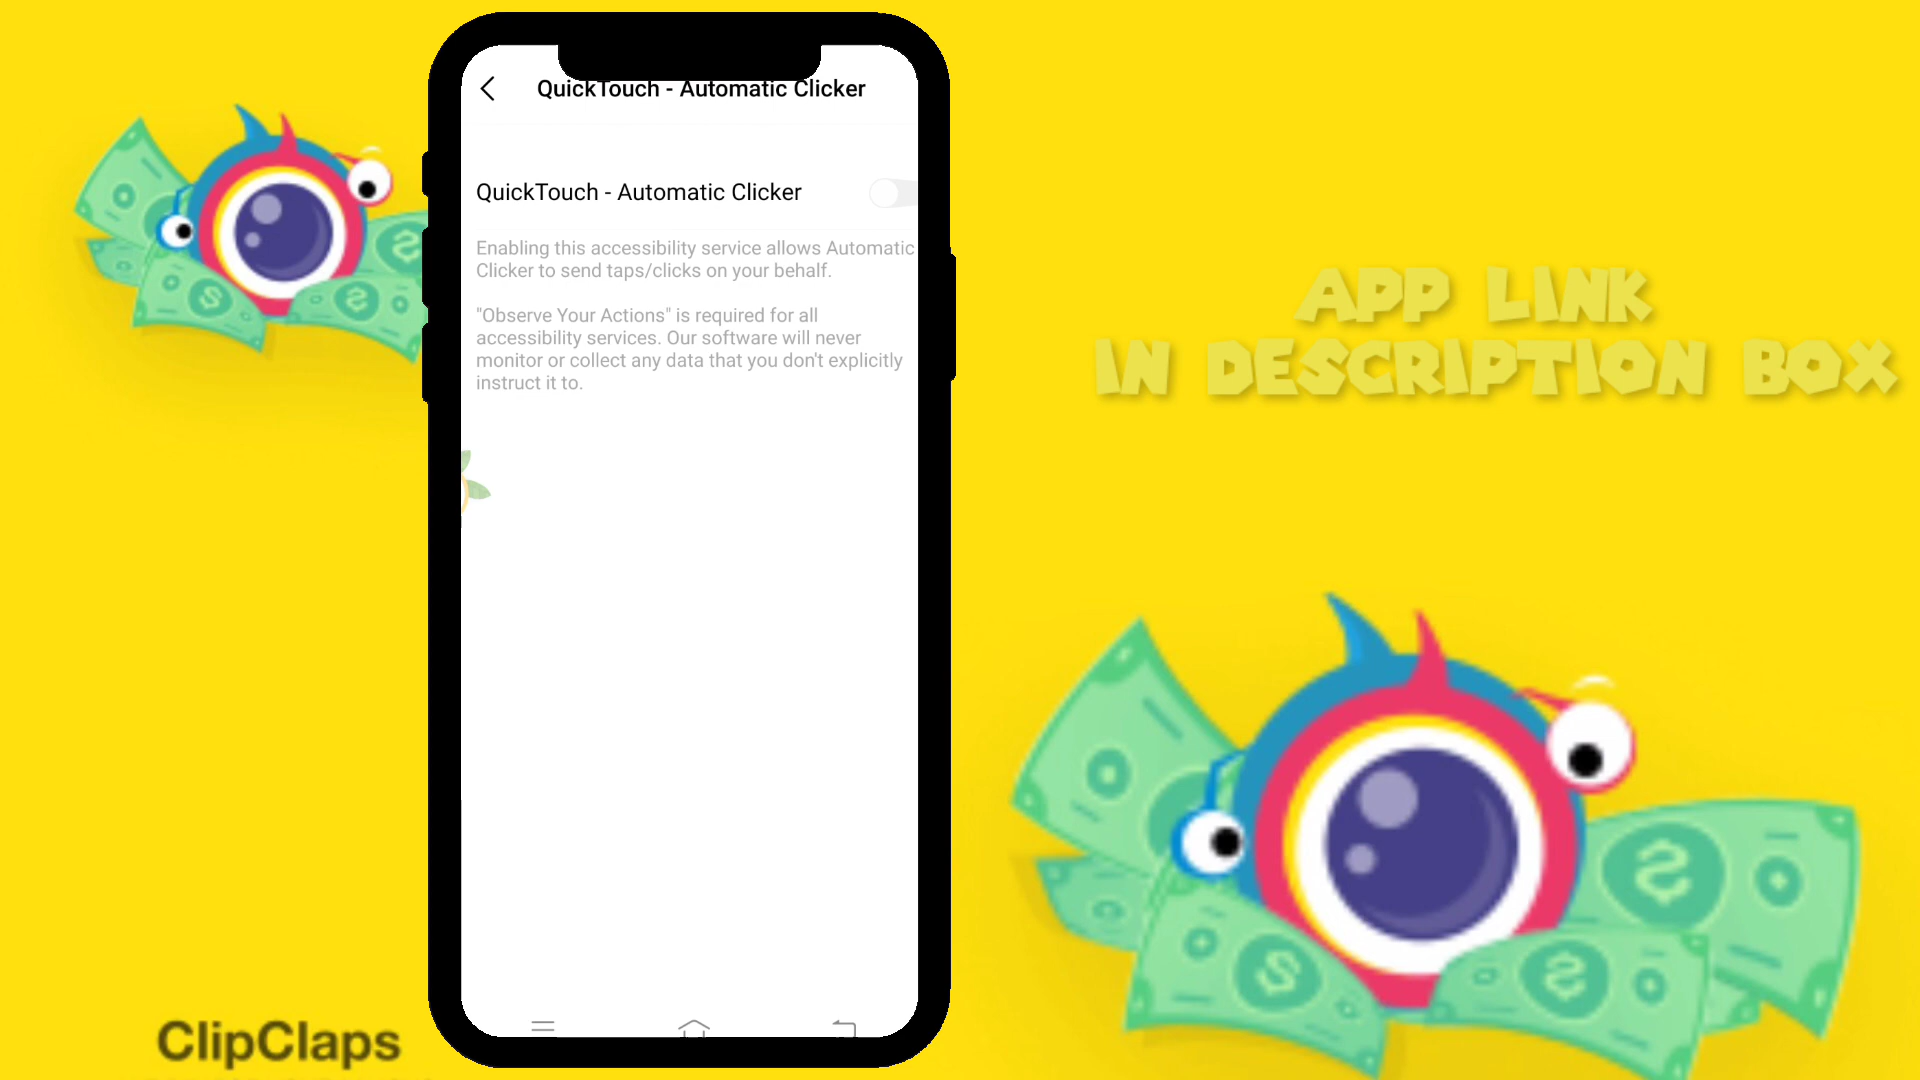 QuickTouch - Automatic Clicker
QuickTouch - Automatic Clicker
Enabling this accessibility service allows Automatic
Clicker to send taps/clicks on your behalf.
"Observe Your Actions" is required for all
accessibility services. Our software will never
monitor or collect any data that you don't explicitly
instruct it to.
APP LINK
IN DESCRIPTION BOX
ClipClaps